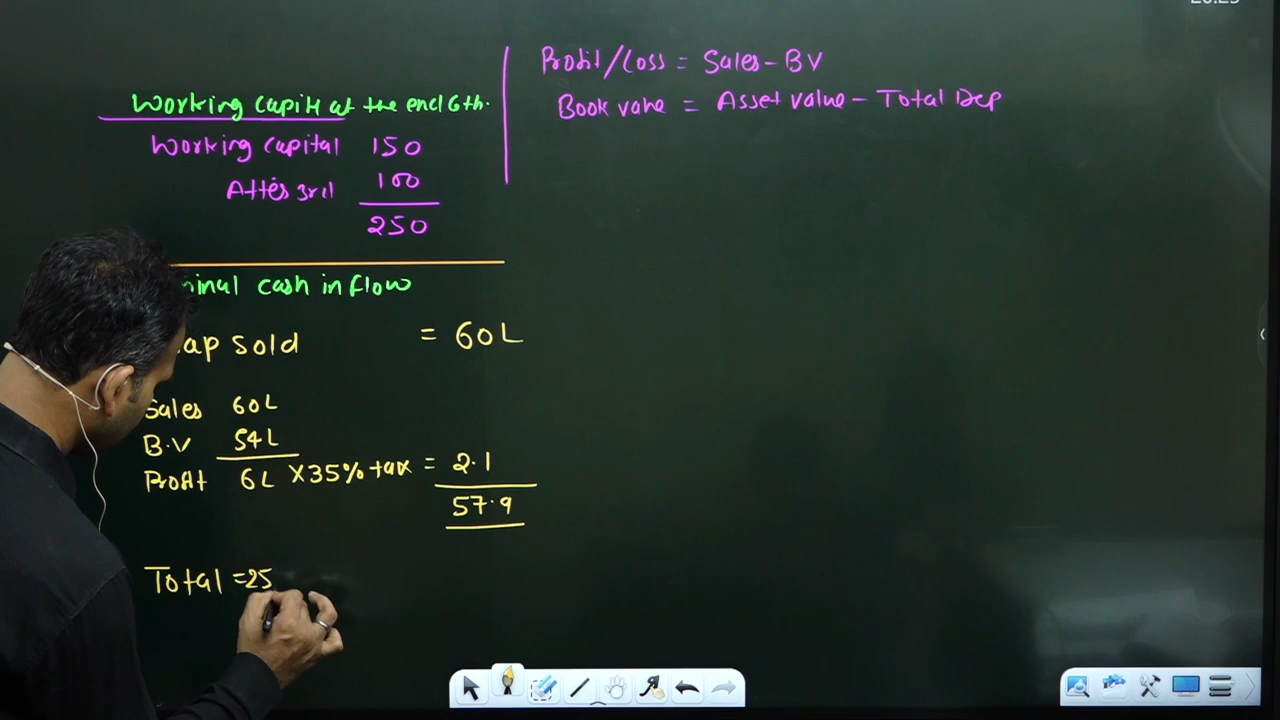 Working capital at the end 6th.
Working capital 150
After 3rd 100
250
Profit/Loss = Sales - BV
Book value = Asset value - Total Dep
minal cash inflow
ap sold = 60L
Sales 60L
B.V 54L
Profit 6L X35% tax = 2.1
57.9
Total = 25